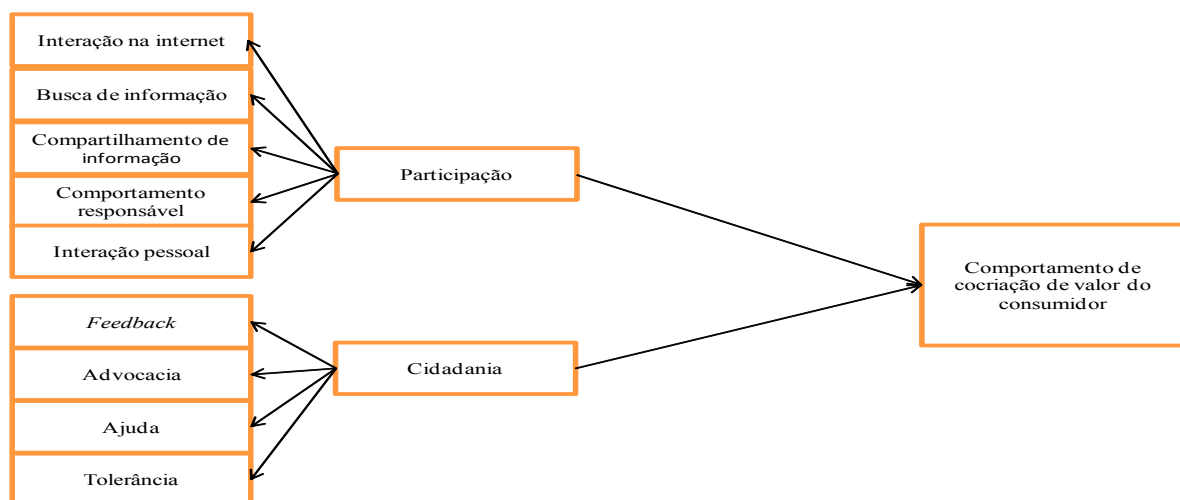 Interação na internet
Busca de informação
Compartilhamento de
informação
Comportamento
responsável
Interação pessoal
Participação
Feedback
Advocacia
Ajuda
Tolerância
Cidadania
Comportamento de
cocriação de valor do
consumidor